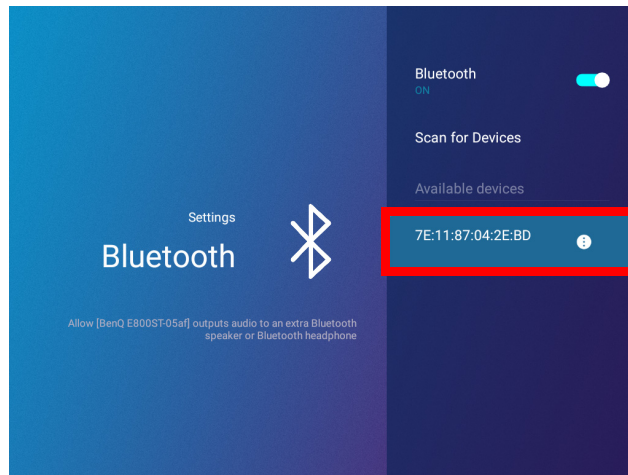 Settings
Bluetooth
Allow [BenQ E800ST-05af] outputs audio to an extra Bluetooth
speaker or Bluetooth headphone
Bluetooth
ON
Scan for Devices
Available devices
7E:11:87:04:2E:BD